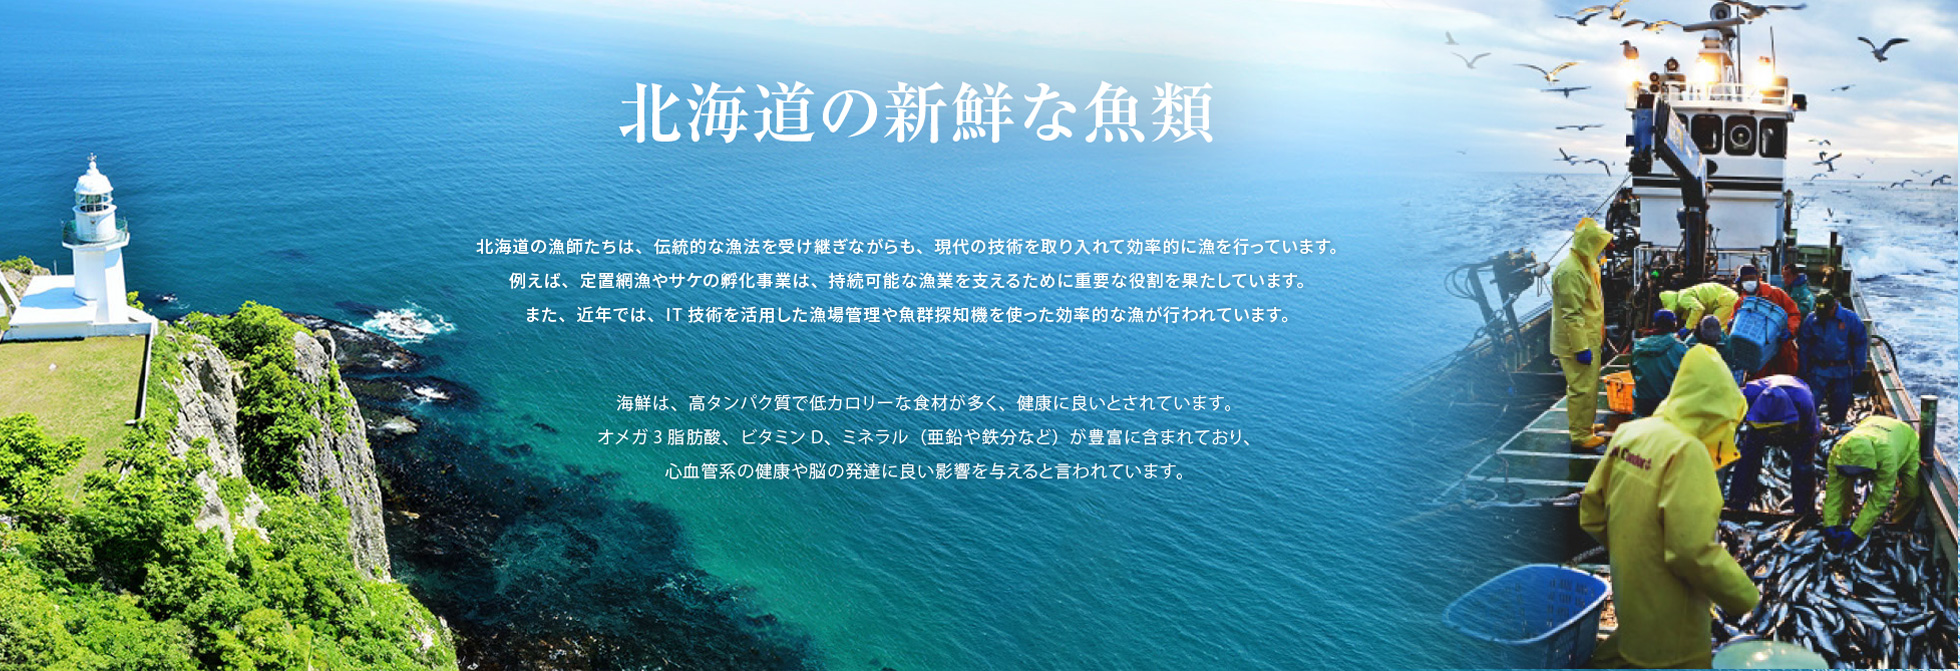 北海道の新鮮な魚類
北海道の漁師たちは、伝統的な漁法を受け継ぎながらも、現代の技術を取り入れて効率的に漁を行っています。
例えば、定置網漁やサケの孵化事業は、持続可能な漁業を支えるために重要な役割を果たしています。
また、近年では、IT 技術を活用した漁場管理や魚群探知機を使った効率的な漁が行われています。
海鮮は、高タンパク質で低カロリーな食材が多く、健康に良いとされています。
オメガ 3 脂肪酸、ビタミン D、ミネラル（亜鉛や鉄分など）が豊富に含まれており、
心血管系の健康や脳の発達に良い影響を与えると言われています。